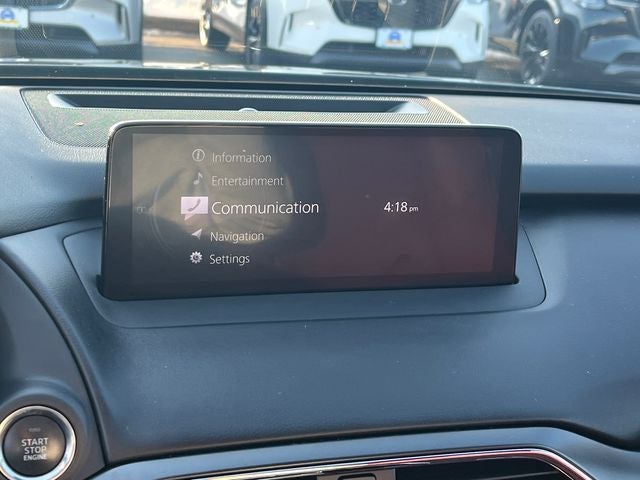 Information
Entertainment
Communication
4:18 pm
Navigation
Settings
START
STOP
ENGINE